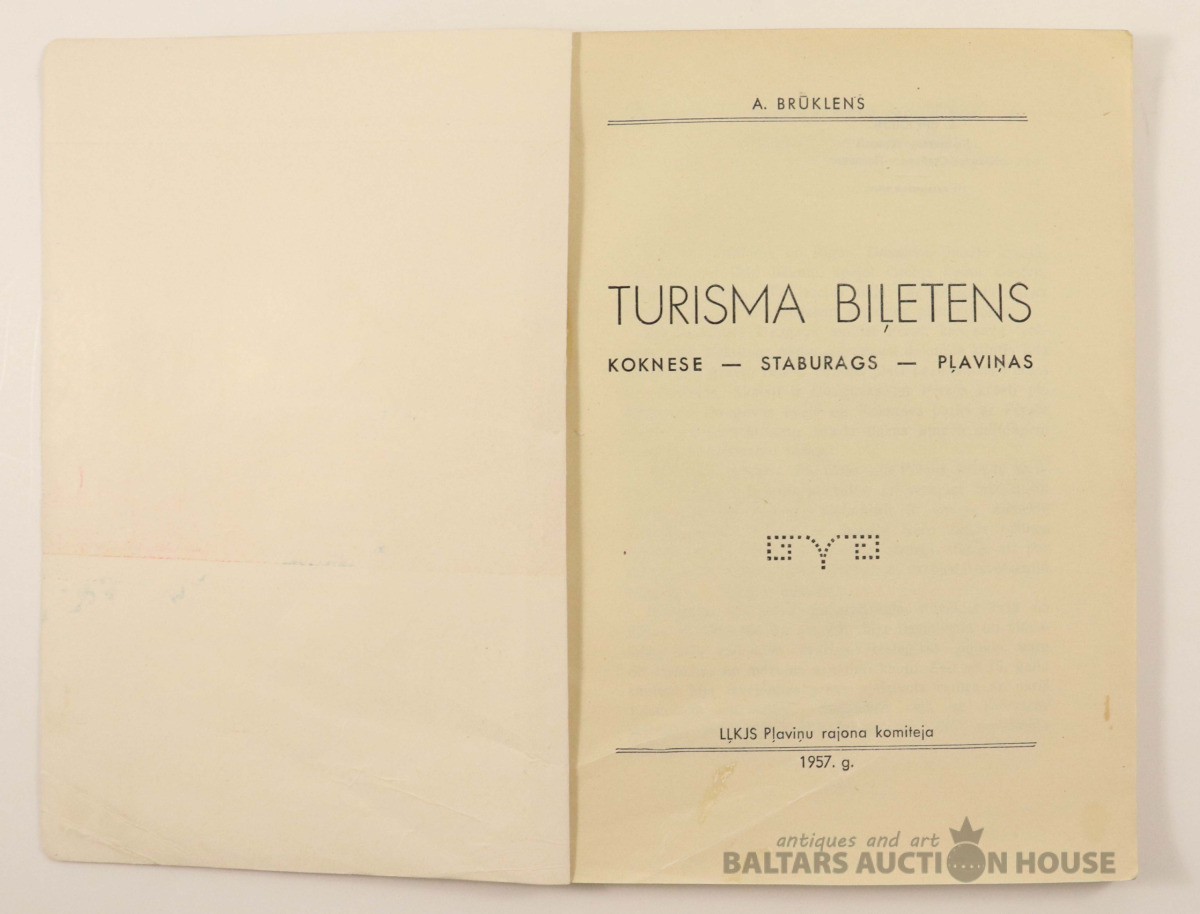 A. BRŪKLENS
TURISMA BIĻETENS
KOKNESE — STABURAGS — PĻAVIŅAS
LĻKJS Pļaviņu rajona komiteja
1957. g.
antiques and art
BALTARS AUCTION HOUSE